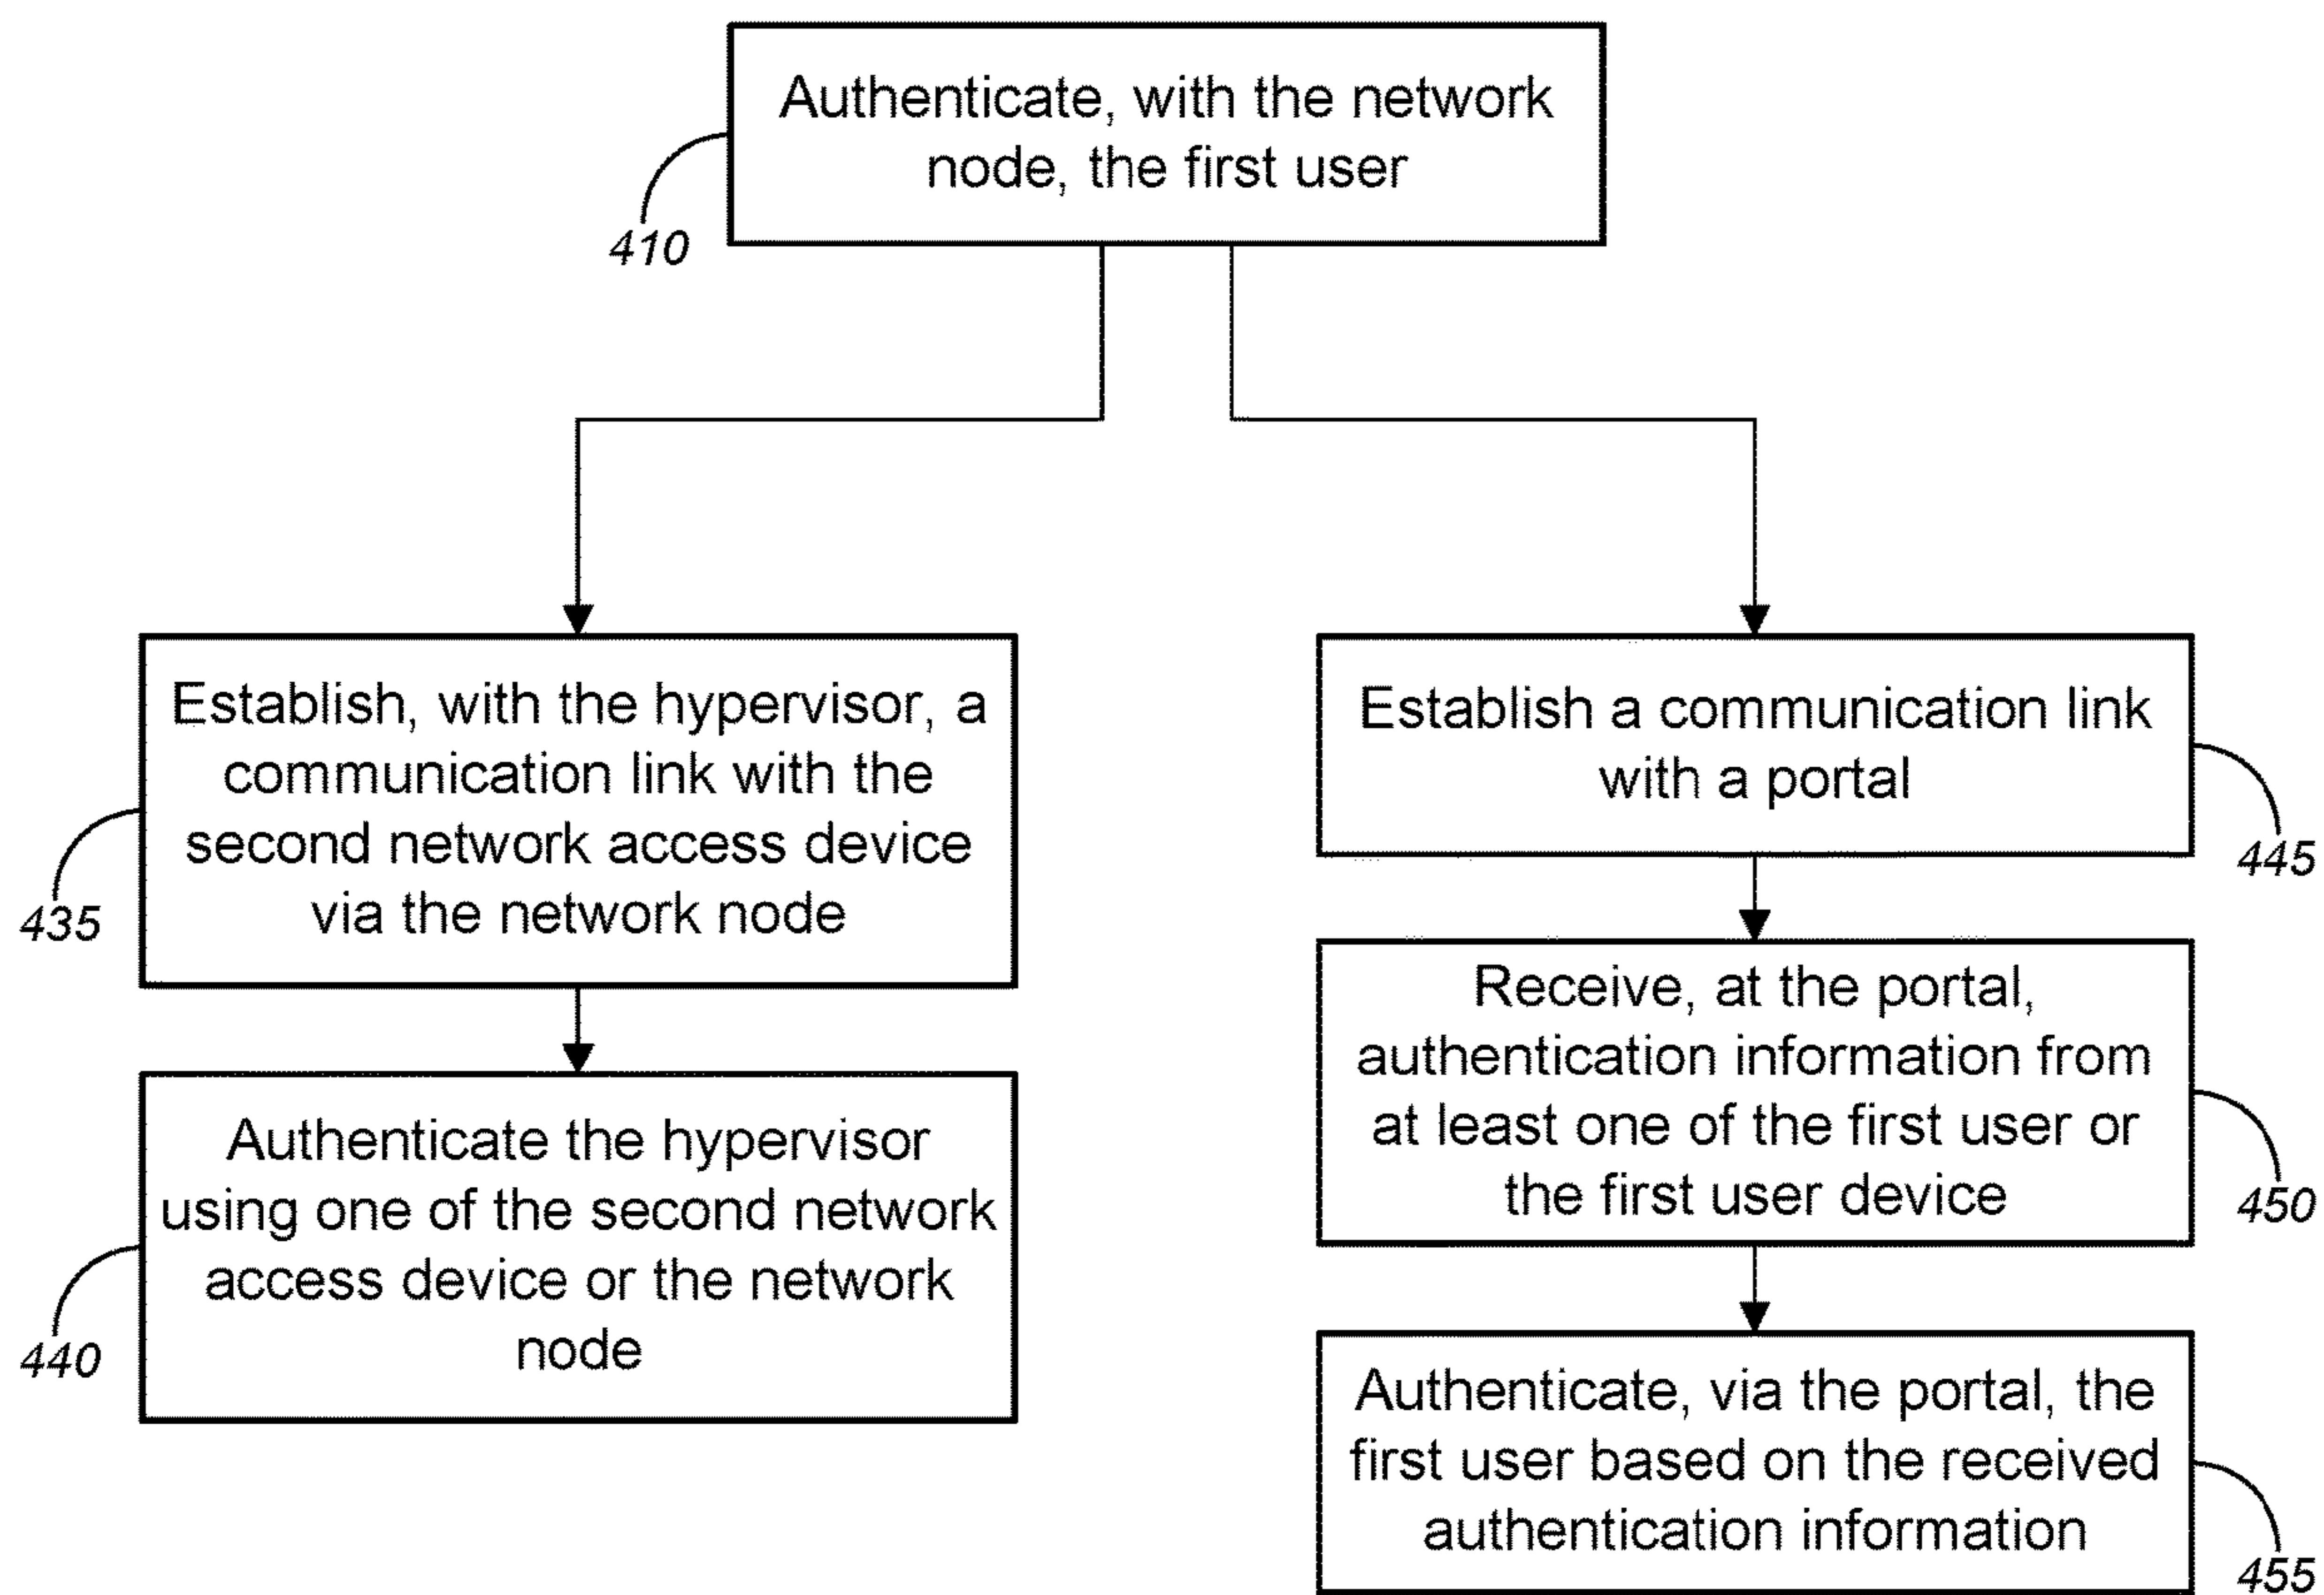 Authenticate, with the network
node, the first user
410
Establish, with the hypervisor, a
communication link with the
second network access device
via the network node
435
Authenticate the hypervisor
using one of the second network
access device or the network
node
440
Establish a communication link
with a portal
445
Receive, at the portal,
authentication information from
at least one of the first user or
the first user device
450
Authenticate, via the portal, the
first user based on the received
authentication information
455